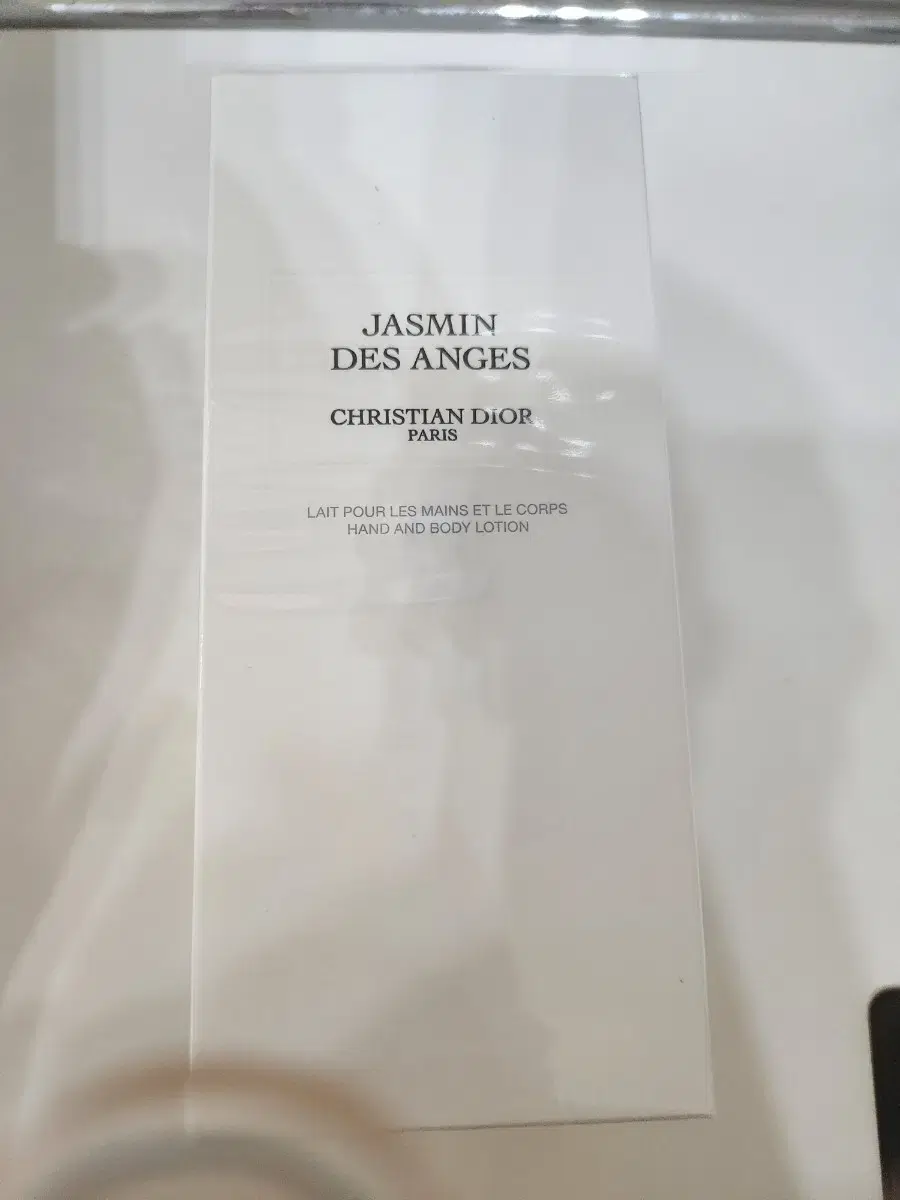 JASMIN
DES ANGES
CHRISTIAN DIOR
PARIS
LAIT POUR LES MAINS ET LE CORPS
HAND AND BODY LOTION